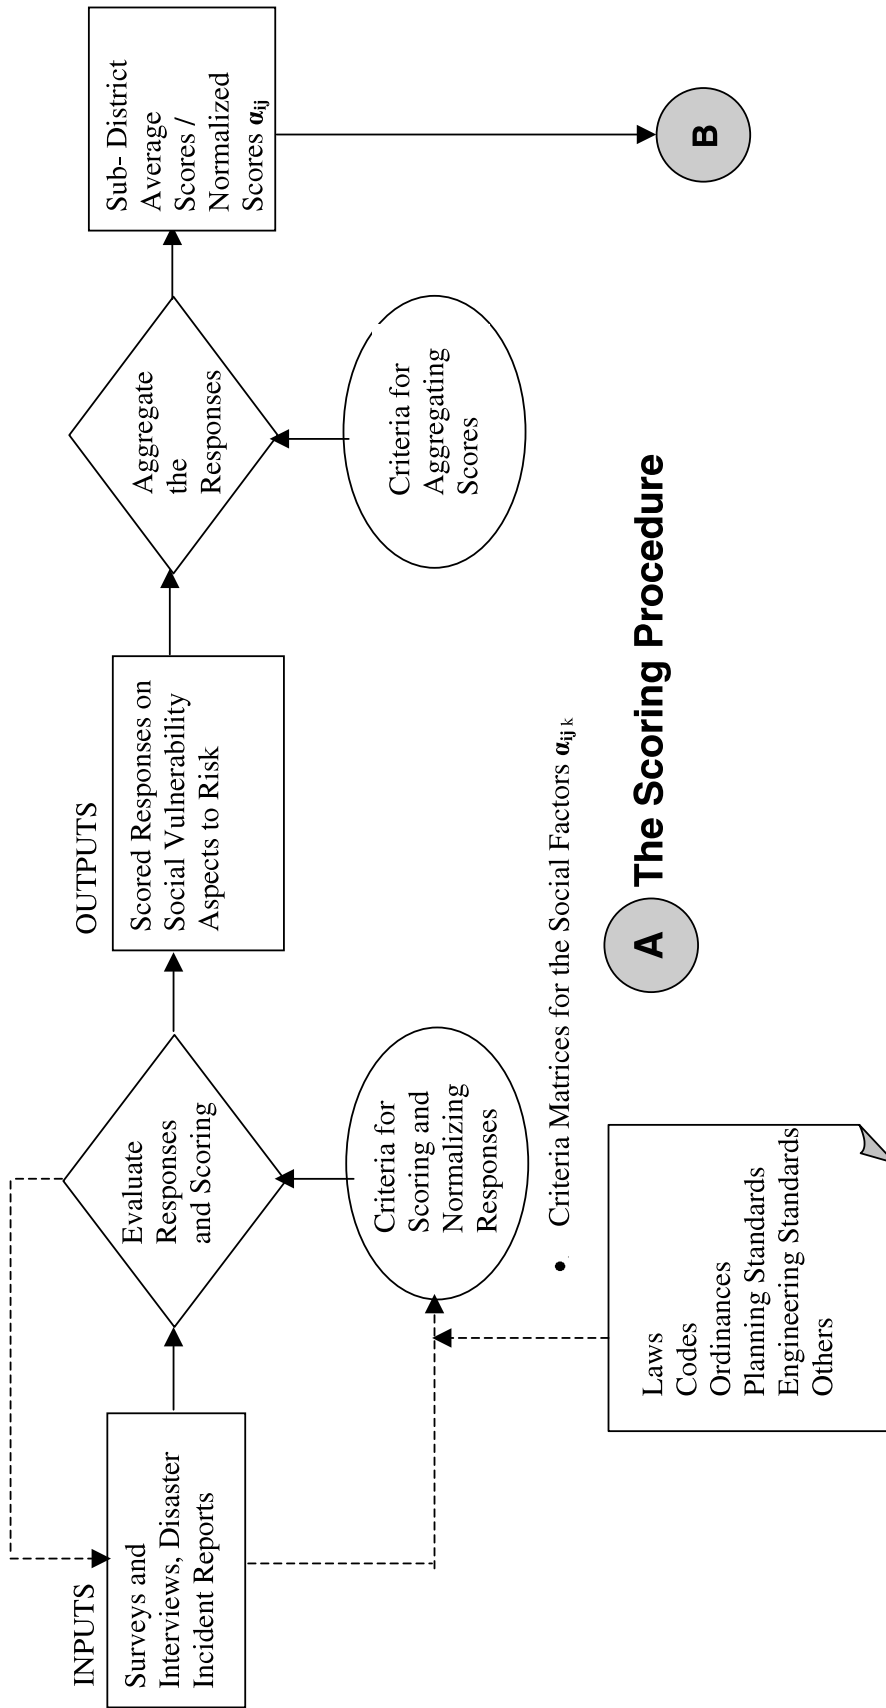 INPUTS
Surveys and
Interviews, Disaster
Incident Reports
Evaluate
Responses
and Scoring
Criteria for
Scoring and
Normalizing
Responses
Laws
Codes
Ordinances
Planning Standards
Engineering Standards
Others
• Criteria Matrices for the Social Factors αij k
OUTPUTS
Scored Responses on
Social Vulnerability
Aspects to Risk
Aggregate
the
Responses
Criteria for
Aggregating
Scores
Sub- District
Average
Scores /
Normalized
Scores αij
B
A The Scoring Procedure